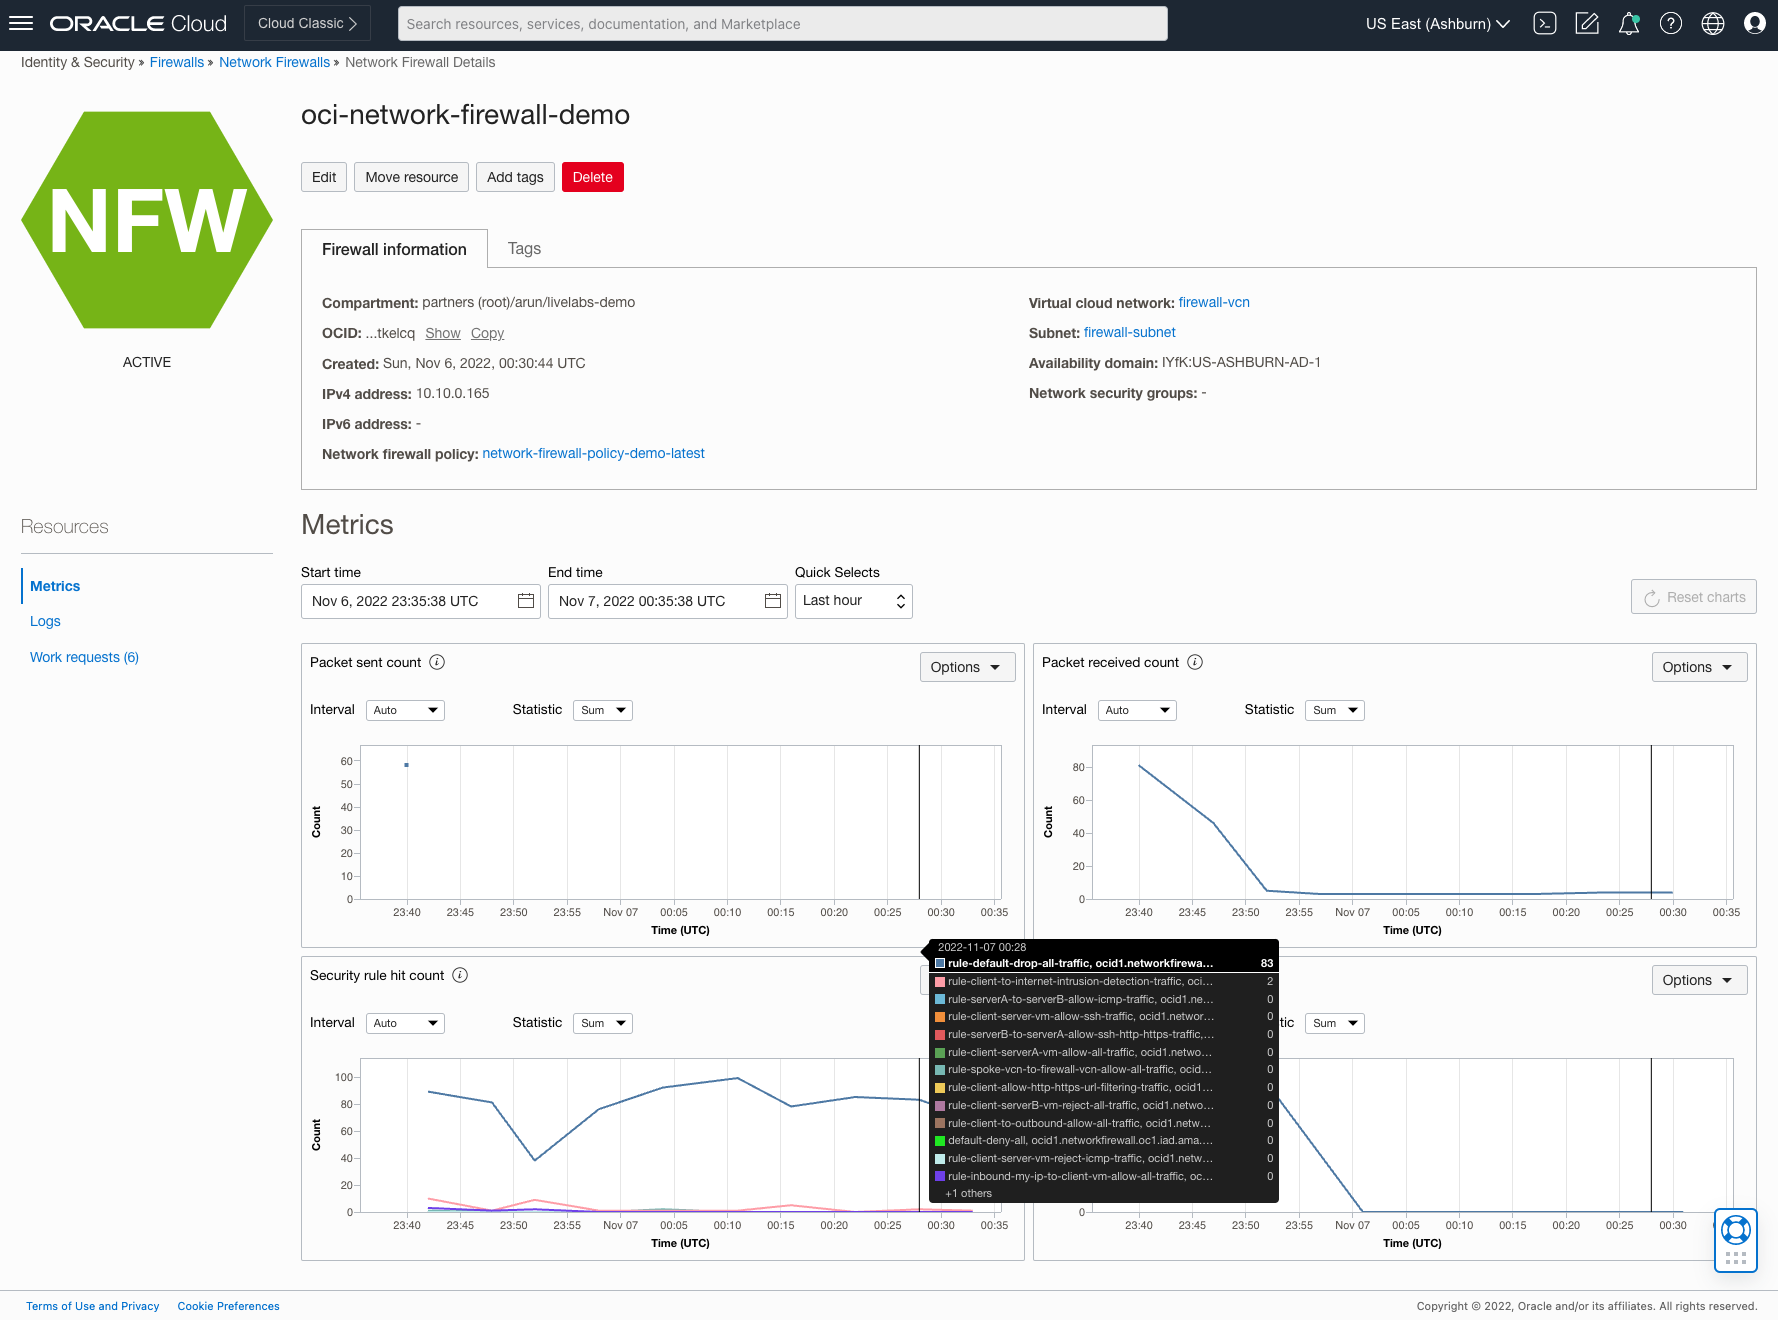 ORACLE Cloud
Cloud Classic
Search resources, services, documentation, and Marketplace
US East (Ashburn)
Identity & Security » Firewalls » Network Firewalls » Network Firewall Details
NFW
ACTIVE
oci-network-firewall-demo
Edit
Move resource
Add tags
Delete
Firewall information
Tags
Compartment: partners (root)/arun/livelabs-demo
OCID: ...tkelcq Show Copy
Created: Sun, Nov 6, 2022, 00:30:44 UTC
IPv4 address: 10.10.0.165
IPv6 address: -
Network firewall policy: network-firewall-policy-demo-latest
Virtual cloud network: firewall-vcn
Subnet: firewall-subnet
Availability domain: IYfK:US-ASHBURN-AD-1
Network security groups: -
Resources
Metrics
Logs
Work requests (6)
Metrics
Start time
Nov 6, 2022 23:35:38 UTC
End time
Nov 7, 2022 00:35:38 UTC
Quick Selects
Last hour
Reset charts
Packet sent count
Options
Interval Auto Statistic Sum
60
50
40
30
20
10
0
Count
23:40 23:45 23:50 23:55 Nov 07 00:05 00:10 00:15 00:20 00:25 00:30 00:35
Time (UTC)
Packet received count
Options
Interval Auto Statistic Sum
80
60
40
20
0
Count
23:40 23:45 23:50 23:55 Nov 07 00:05 00:10 00:15 00:20 00:25 00:30 00:35
Time (UTC)
Security rule hit count
Interval Auto Statistic Sum
100
80
60
40
20
0
Count
23:40 23:45 23:50 23:55 Nov 07 00:05 00:10 00:15 00:20 00:25 00:30 00:35
Time (UTC)
2022-11-07 00:28
rule-default-drop-all-traffic, ocid1.networkfirewa... 83
rule-client-to-internet-intrusion-detection-traffic, oci... 2
rule-serverA-to-serverB-allow-icmp-traffic, ocid1.ne... 0
rule-client-server-vm-allow-ssh-traffic, ocid1.networ... 0
rule-serverB-to-serverA-allow-ssh-http-https-traffic,... 0
rule-client-serverA-vm-allow-all-traffic, ocid1.netwo... 0
rule-spoke-vcn-to-firewall-vcn-allow-all-traffic, ocid... 0
rule-client-allow-http-https-url-filtering-traffic, ocid1... 0
rule-client-serverB-vm-reject-all-traffic, ocid1.netwo... 0
rule-client-to-outbound-allow-all-traffic, ocid1.netw... 0
default-deny-all, ocid1.networkfirewall.oc1.iad.ama.... 0
rule-client-server-vm-reject-icmp-traffic, ocid1.netw... 0
rule-inbound-my-ip-to-client-vm-allow-all-traffic, oc... 0
+1 others
Options
tic Sum
0
23:40 23:45 23:50 23:55 Nov 07 00:05 00:10 00:15 00:20 00:25 00:30
Time (UTC)
Terms of Use and Privacy Cookie Preferences
Copyright © 2022, Oracle and/or its affiliates. All rights reserved.